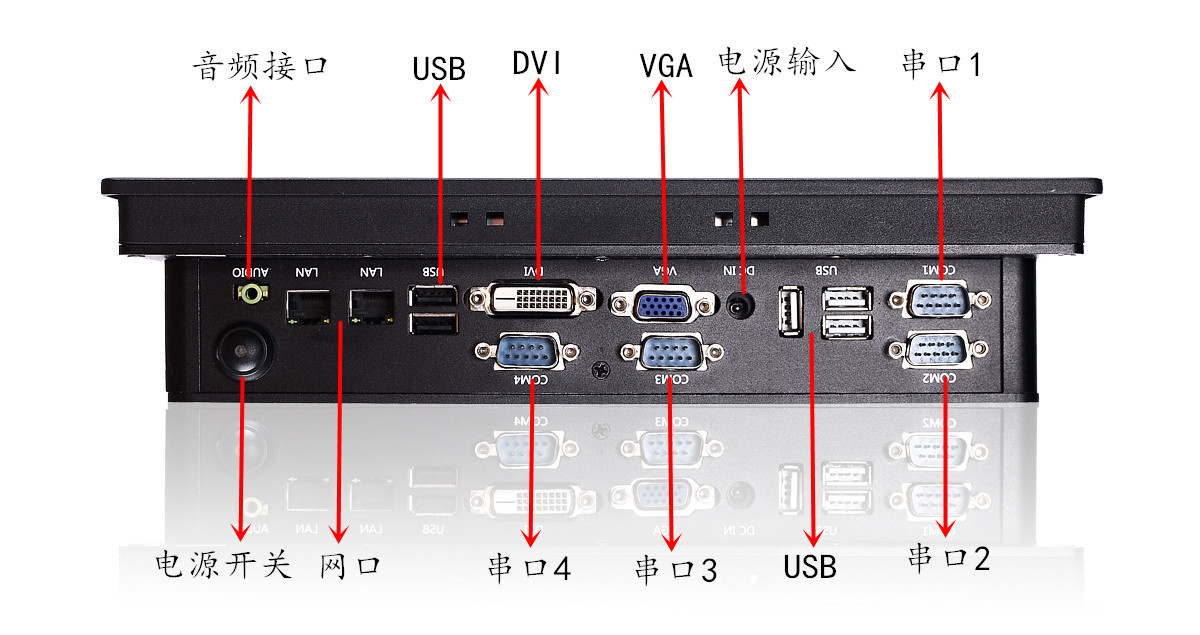 音频接口
USB
DVI
VGA
电源输入
串口1
AUDIO
LAN
LAN
USB
DVI
VGA
DC IN
USB
COM1
COM4
COM3
COM2
电源开关
网口
串口4
串口3
USB
串口2